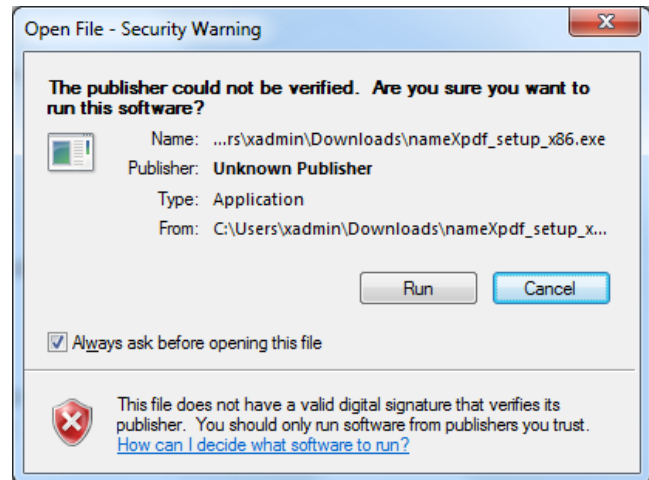 Open File - Security Warning
The publisher could not be verified. Are you sure you want to
run this software?
Name: ...rs\xadmin\Downloads\nameXpdf_setup_x86.exe
Publisher: Unknown Publisher
Type: Application
From: C:\Users\xadmin\Downloads\nameXpdf_setup_x...
Run Cancel
Always ask before opening this file
This file does not have a valid digital signature that verifies its
publisher. You should only run software from publishers you trust.
How can I decide what software to run?